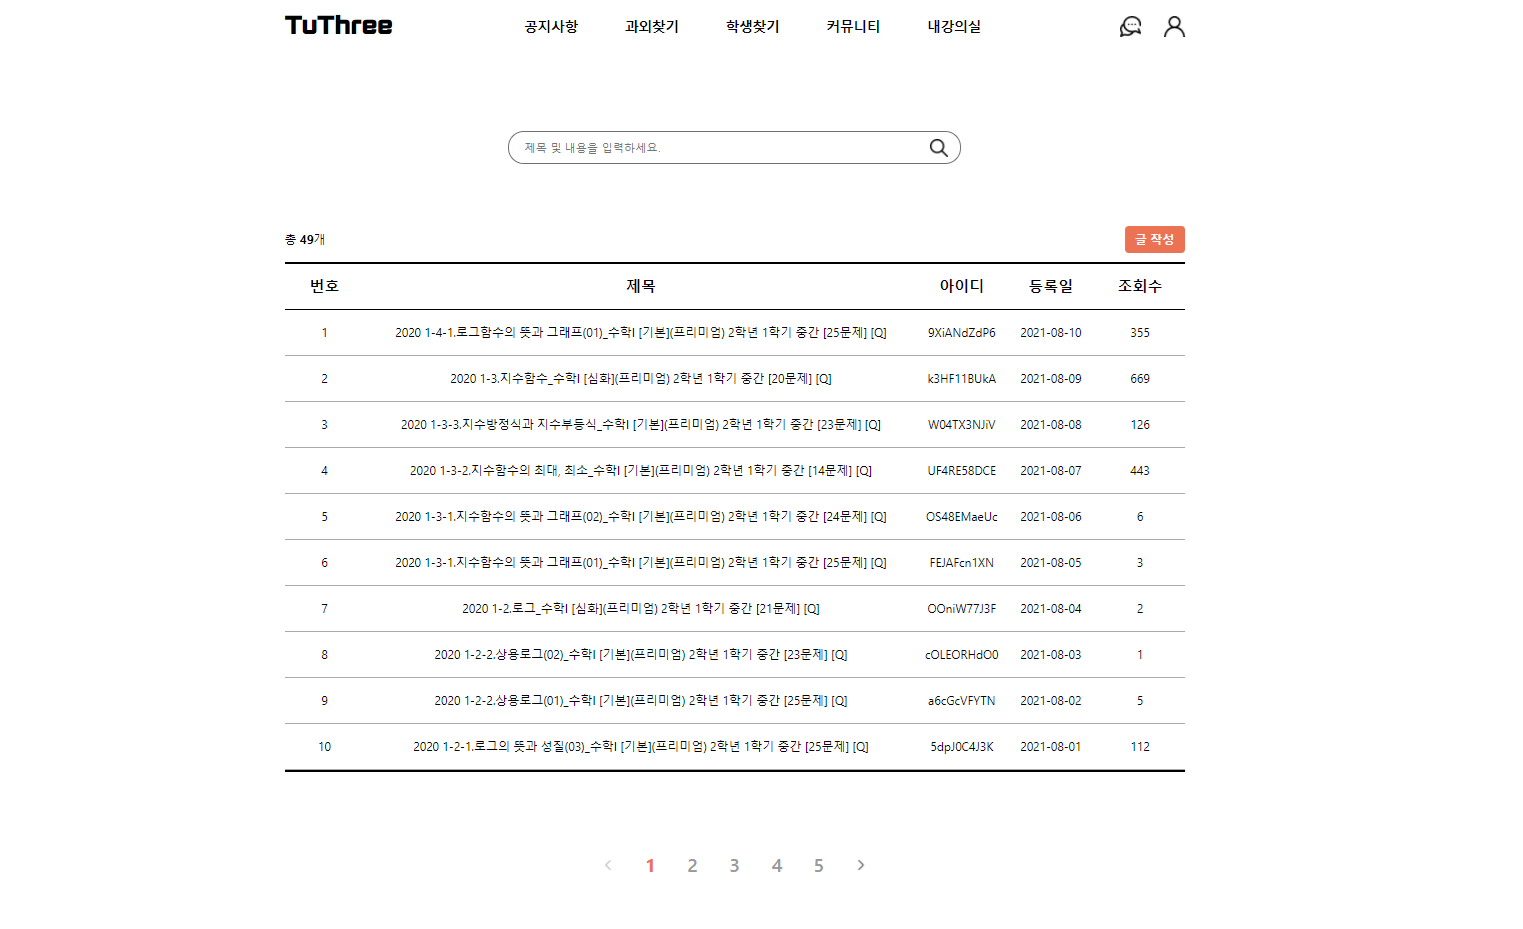 TuThree 공지사항 과외찾기 학생찾기 커뮤니티 내강의실
제목 및 내용을 입력하세요.
총 49개 글 작성
번호 제목 아이디 등록일 조회수
1 2020 1-4-1.로그함수의 뜻과 그래프(01)_수학I [기본](프리미엄) 2학년 1학기 중간 [25문제] [Q] 9XiANdZdP6 2021-08-10 355
2 2020 1-3.지수함수_수학I [심화](프리미엄) 2학년 1학기 중간 [20문제] [Q] k3HF11BUkA 2021-08-09 669
3 2020 1-3-3.지수방정식과 지수부등식_수학I [기본](프리미엄) 2학년 1학기 중간 [23문제] [Q] W04TX3NJiV 2021-08-08 126
4 2020 1-3-2.지수함수의 최대, 최소_수학I [기본](프리미엄) 2학년 1학기 중간 [14문제] [Q] UF4RE58DCE 2021-08-07 443
5 2020 1-3-1.지수함수의 뜻과 그래프(02)_수학I [기본](프리미엄) 2학년 1학기 중간 [24문제] [Q] OS48EMaeUc 2021-08-06 6
6 2020 1-3-1.지수함수의 뜻과 그래프(01)_수학I [기본](프리미엄) 2학년 1학기 중간 [25문제] [Q] FEJAFcn1XN 2021-08-05 3
7 2020 1-2.로그_수학I [심화](프리미엄) 2학년 1학기 중간 [21문제] [Q] OOniW77J3F 2021-08-04 2
8 2020 1-2-2.상용로그(02)_수학I [기본](프리미엄) 2학년 1학기 중간 [23문제] [Q] cOLEORHdO0 2021-08-03 1
9 2020 1-2-2.상용로그(01)_수학I [기본](프리미엄) 2학년 1학기 중간 [25문제] [Q] a6cGcVFYTN 2021-08-02 5
10 2020 1-2-1.로그의 뜻과 성질(03)_수학I [기본](프리미엄) 2학년 1학기 중간 [25문제] [Q] 5dpJ0C4J3K 2021-08-01 112
1 2 3 4 5